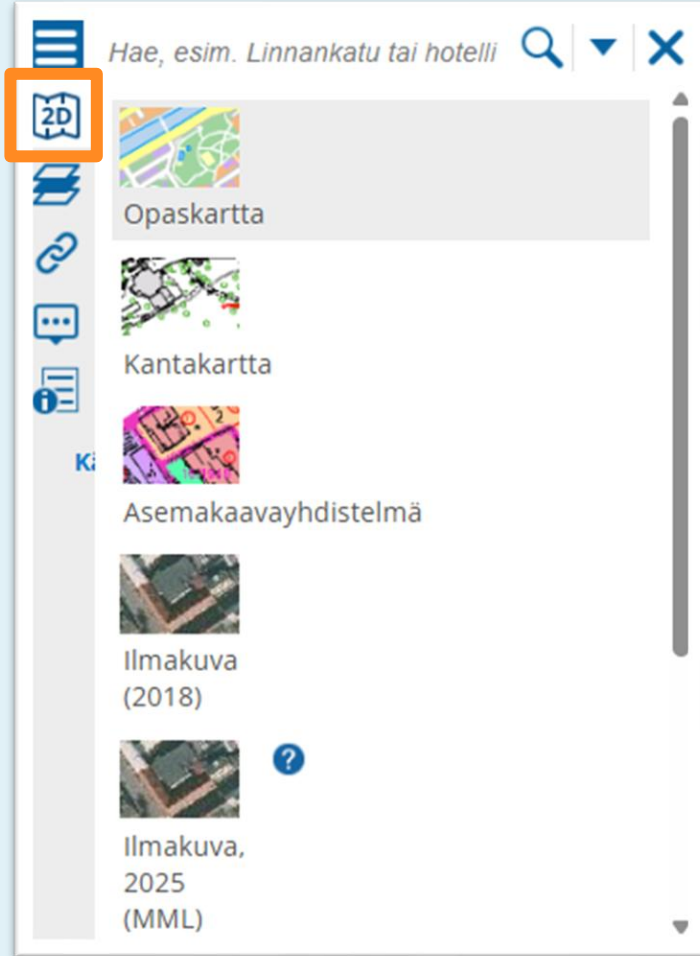 Hae, esim. Linnankatu tai hotelli
2D
Opaskartta
Kantakartta
Asemakaavayhdistelmä
Ilmakuva
(2018)
?
Ilmakuva,
2025
(MML)